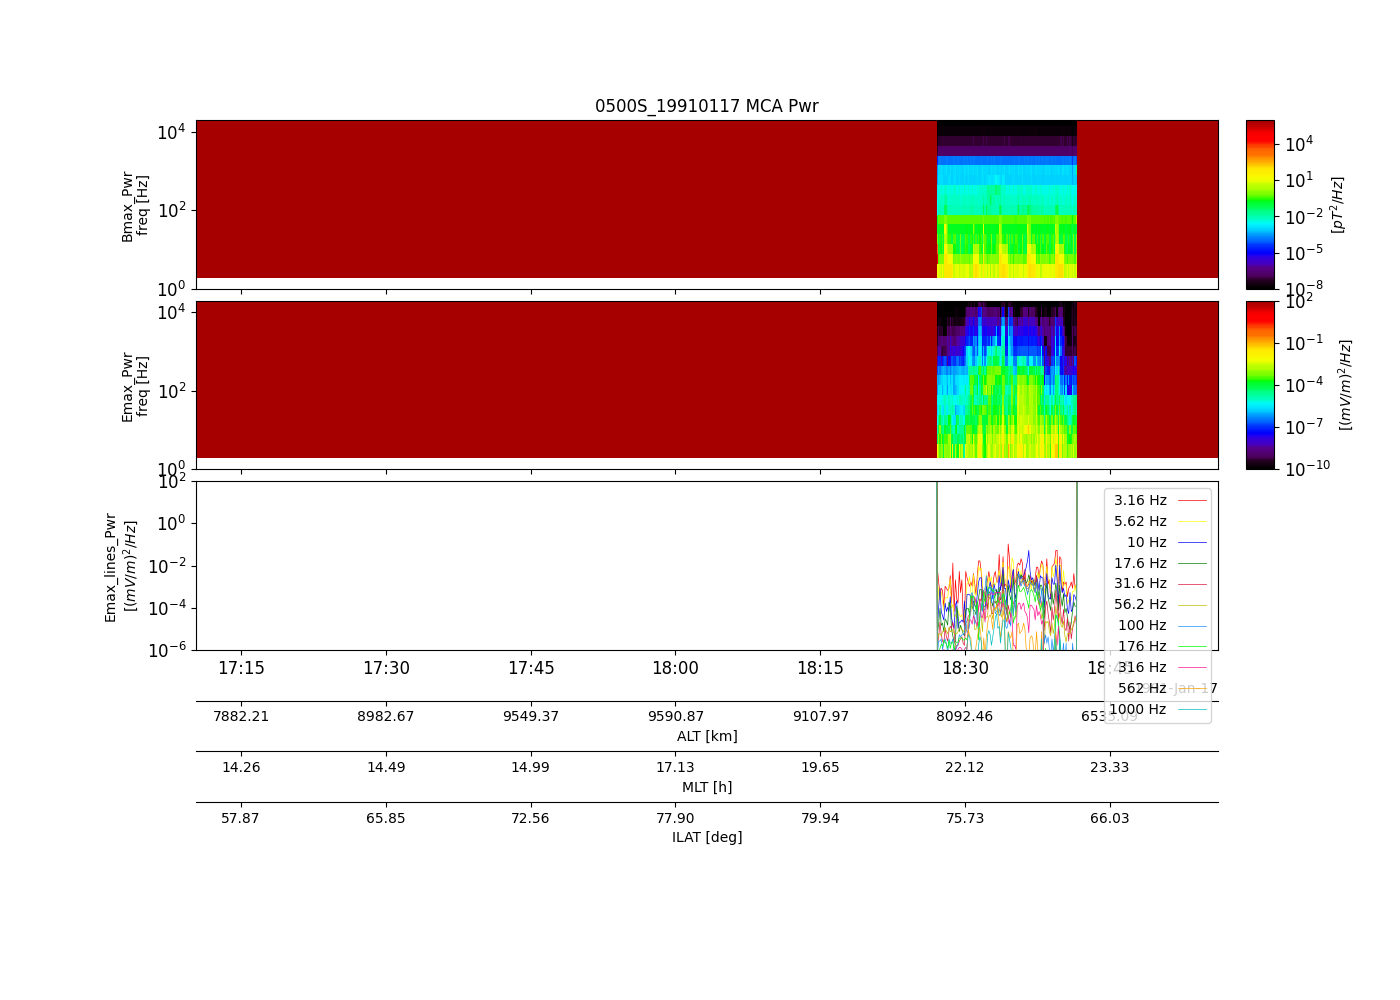 0500S_19910117 MCA Pwr
10^4
10^2
10^0
Bmax_Pwr
freq [Hz]
10^4
10^1
10^-2
10^-5
10^-8
[pT^2/Hz]
10^4
10^2
10^0
Emax_Pwr
freq [Hz]
10^2
10^-1
10^-4
10^-7
10^-10
[(mV/m)^2/Hz]
10^2
10^0
10^-2
10^-4
10^-6
Emax_lines_Pwr
[(mV/m)^2/Hz]
3.16 Hz
5.62 Hz
10 Hz
17.6 Hz
31.6 Hz
56.2 Hz
100 Hz
176 Hz
316 Hz
562 Hz
1000 Hz
17:15 17:30 17:45 18:00 18:15 18:30 18:45
-Jan-17
7882.21 8982.67 9549.37 9590.87 9107.97 8092.46
ALT [km]
14.26 14.49 14.99 17.13 19.65 22.12 23.33
MLT [h]
57.87 65.85 72.56 77.90 79.94 75.73 66.03
ILAT [deg]